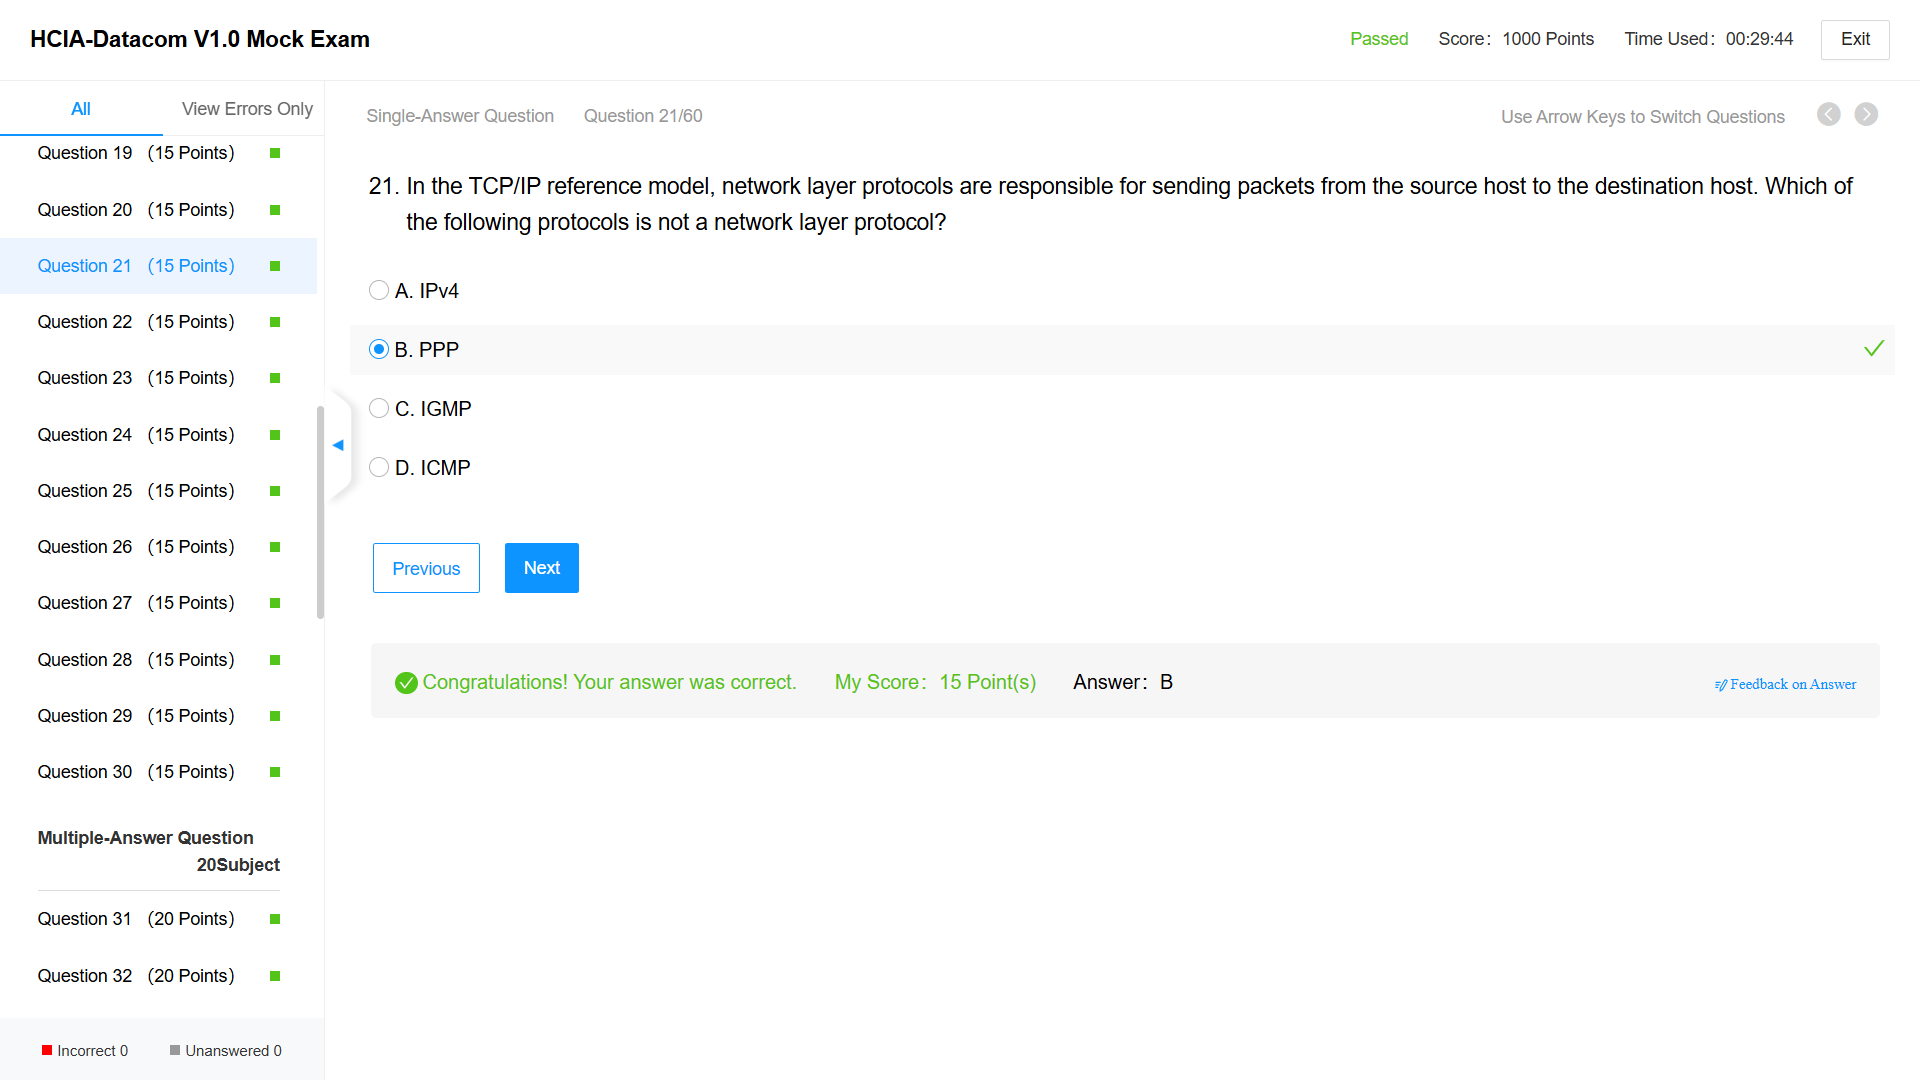 HCIA-Datacom V1.0 Mock Exam
Passed Score：1000 Points Time Used：00:29:44 Exit
All View Errors Only
Question 19 （15 Points）
Question 20 （15 Points）
Question 21 （15 Points）
Question 22 （15 Points）
Question 23 （15 Points）
Question 24 （15 Points）
Question 25 （15 Points）
Question 26 （15 Points）
Question 27 （15 Points）
Question 28 （15 Points）
Question 29 （15 Points）
Question 30 （15 Points）
Multiple-Answer Question
20Subject
Question 31 （20 Points）
Question 32 （20 Points）
Incorrect 0 Unanswered 0
Single-Answer Question Question 21/60 Use Arrow Keys to Switch Questions
21. In the TCP/IP reference model, network layer protocols are responsible for sending packets from the source host to the destination host. Which of
the following protocols is not a network layer protocol?
A. IPv4
B. PPP
C. IGMP
D. ICMP
Previous Next
Congratulations! Your answer was correct. My Score：15 Point(s) Answer：B Feedback on Answer